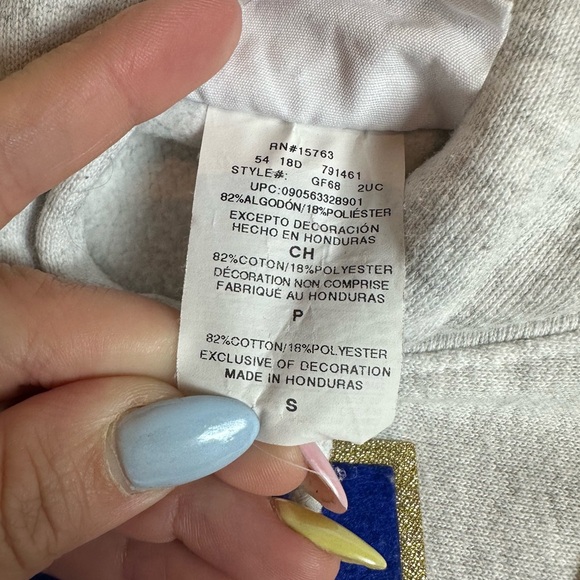 RN#15763
54 18D 791461
STYLE#: GF68 2UC
UPC:090563328901
82%ALGODÓN/18%POLIÉSTER
EXCEPTO DECORACIÓN
HECHO EN HONDURAS
CH
82%COTON/18%POLYESTER
DÉCORATION NON COMPRISE
FABRIQUÉ AU HONDURAS
P
82%COTTON/18%POLYESTER
EXCLUSIVE OF DECORATION
MADE IN HONDURAS
S